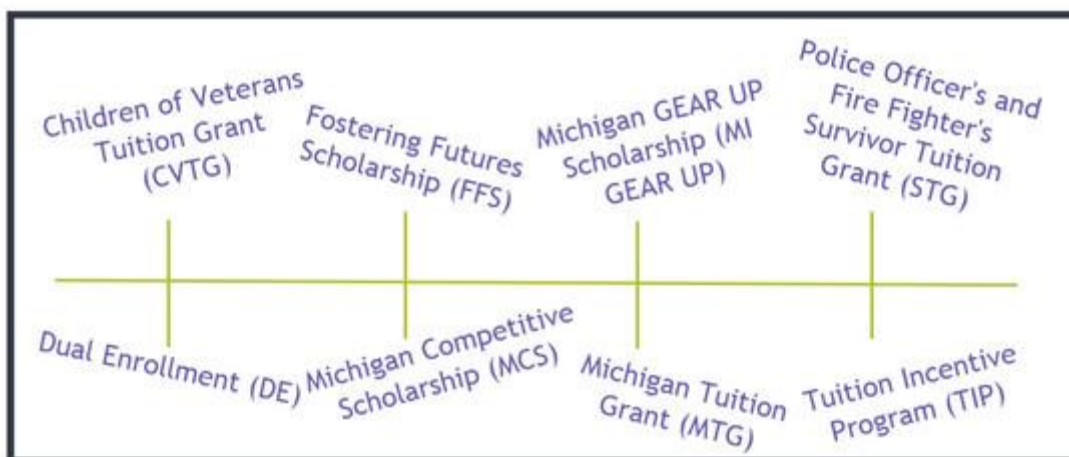 Children of Veterans
Tuition Grant
(CVTG)
Fostering Futures
Scholarship (FFS)
Michigan GEAR UP
Scholarship (MI
GEAR UP)
Police Officer's and
Fire Fighter's
Survivor Tuition
Grant (STG)
Dual Enrollment (DE)
Michigan Competitive
Scholarship (MCS)
Michigan Tuition
Grant (MTG)
Tuition Incentive
Program (TIP)